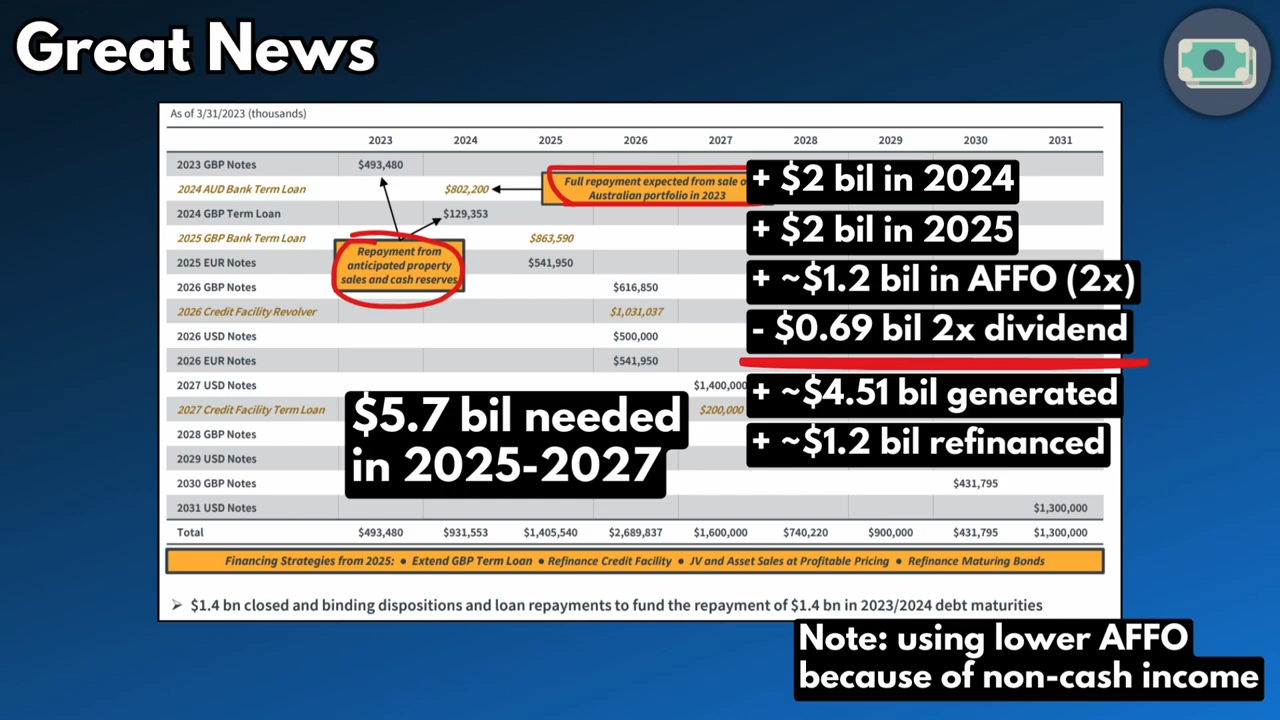 Great News
As of 3/31/2023 (thousands)
2023 2024 2025 2026 2027 2028 2029 2030 2031
2023 GBP Notes $493,480
2024 AUD Bank Term Loan $802,200 Full repayment expected from sale
Australian portfolio in 2023
2024 GBP Term Loan $129,353
2025 GBP Bank Term Loan $863,590
Repayment from
anticipated property
sales and cash reserves
2025 EUR Notes $541,950
2026 GBP Notes $616,850
2026 Credit Facility Revolver $1,031,037
2026 USD Notes $500,000
2026 EUR Notes $541,950
2027 USD Notes $1,400,000
2027 Credit Facility Term Loan $200,000
2028 GBP Notes
2029 USD Notes
2030 GBP Notes $431,795
2031 USD Notes $1,300,000
Total $493,480 $931,553 $1,405,540 $2,689,837 $1,600,000 $740,220 $900,000 $431,795 $1,300,000
Financing Strategies from 2025: • Extend GBP Term Loan • Refinance Credit Facility • JV and Asset Sales at Profitable Pricing • Refinance Maturing Bonds
➢ $1.4 bn closed and binding dispositions and loan repayments to fund the repayment of $1.4 bn in 2023/2024 debt maturities
+ $2 bil in 2024
+ $2 bil in 2025
+ ~$1.2 bil in AFFO (2x)
- $0.69 bil 2x dividend
+ ~$4.51 bil generated
+ ~$1.2 bil refinanced
$5.7 bil needed
in 2025-2027
Note: using lower AFFO
because of non-cash income